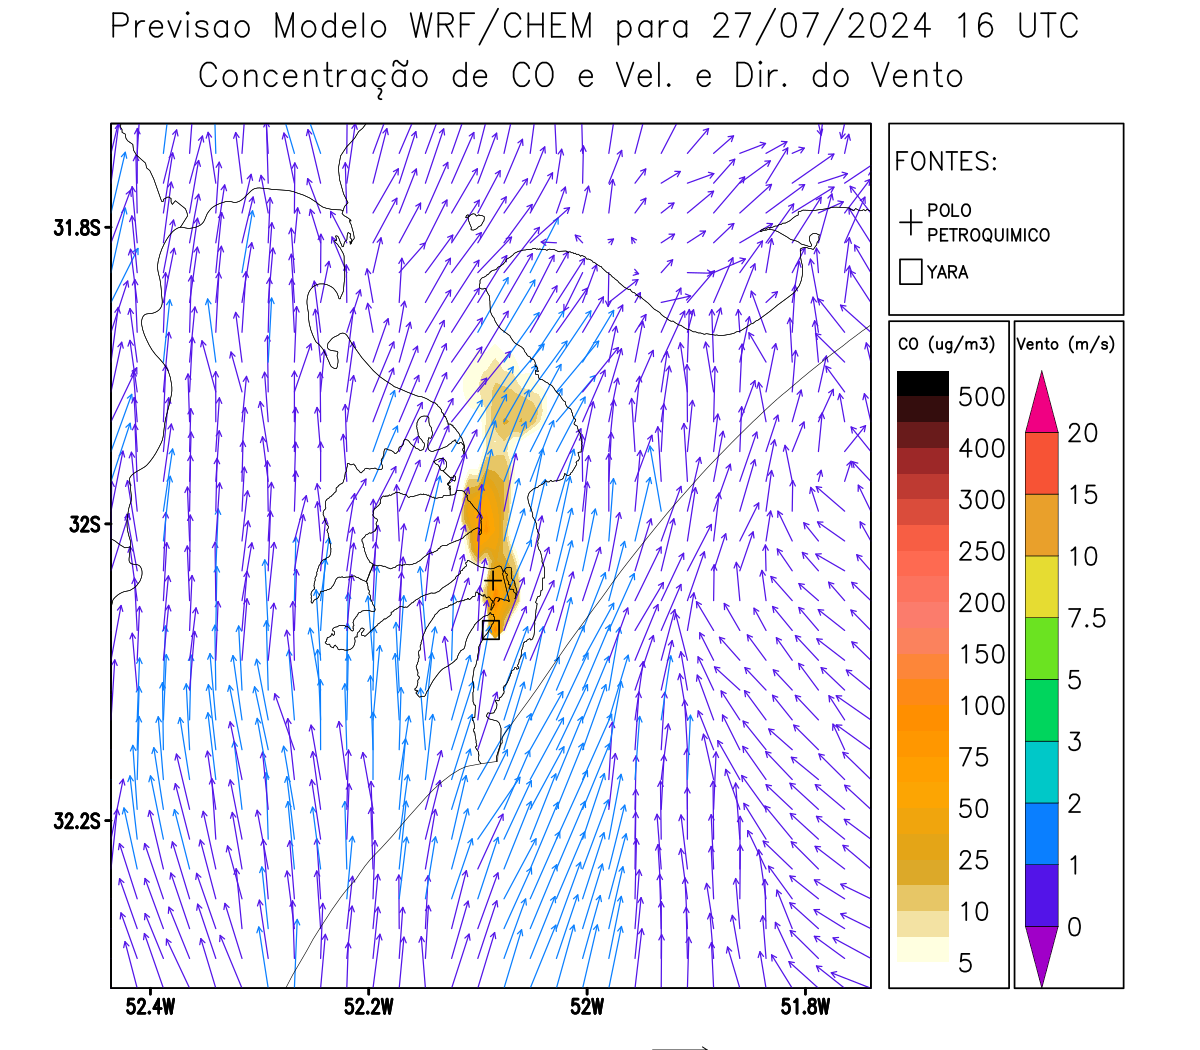 Previsao Modelo WRF/CHEM para 27/07/2024 16 UTC
Concentração de CO e Vel. e Dir. do Vento
FONTES:
POLO
PETROQUIMICO
YARA
CO (ug/m3)
500
400
300
250
200
150
100
75
50
25
10
5
Vento (m/s)
20
15
10
7.5
5
3
2
1
0
31.8S
32S
32.2S
52.4W
52.2W
52W
51.8W